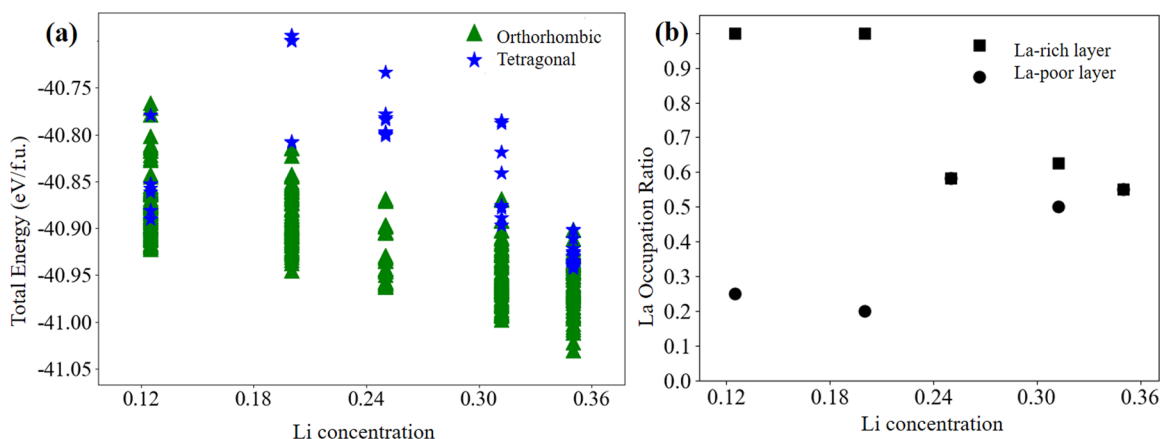 (a)
Orthorhombic
Tetragonal
Total Energy (eV/f.u.)
-40.75
-40.80
-40.85
-40.90
-40.95
-41.00
-41.05
0.12
0.18
0.24
0.30
0.36
Li concentration
(b)
La-rich layer
La-poor layer
La Occupation Ratio
0.9
0.8
0.7
0.6
0.5
0.4
0.3
0.2
0.1
0.0
0.12
0.18
0.24
0.30
0.36
Li concentration